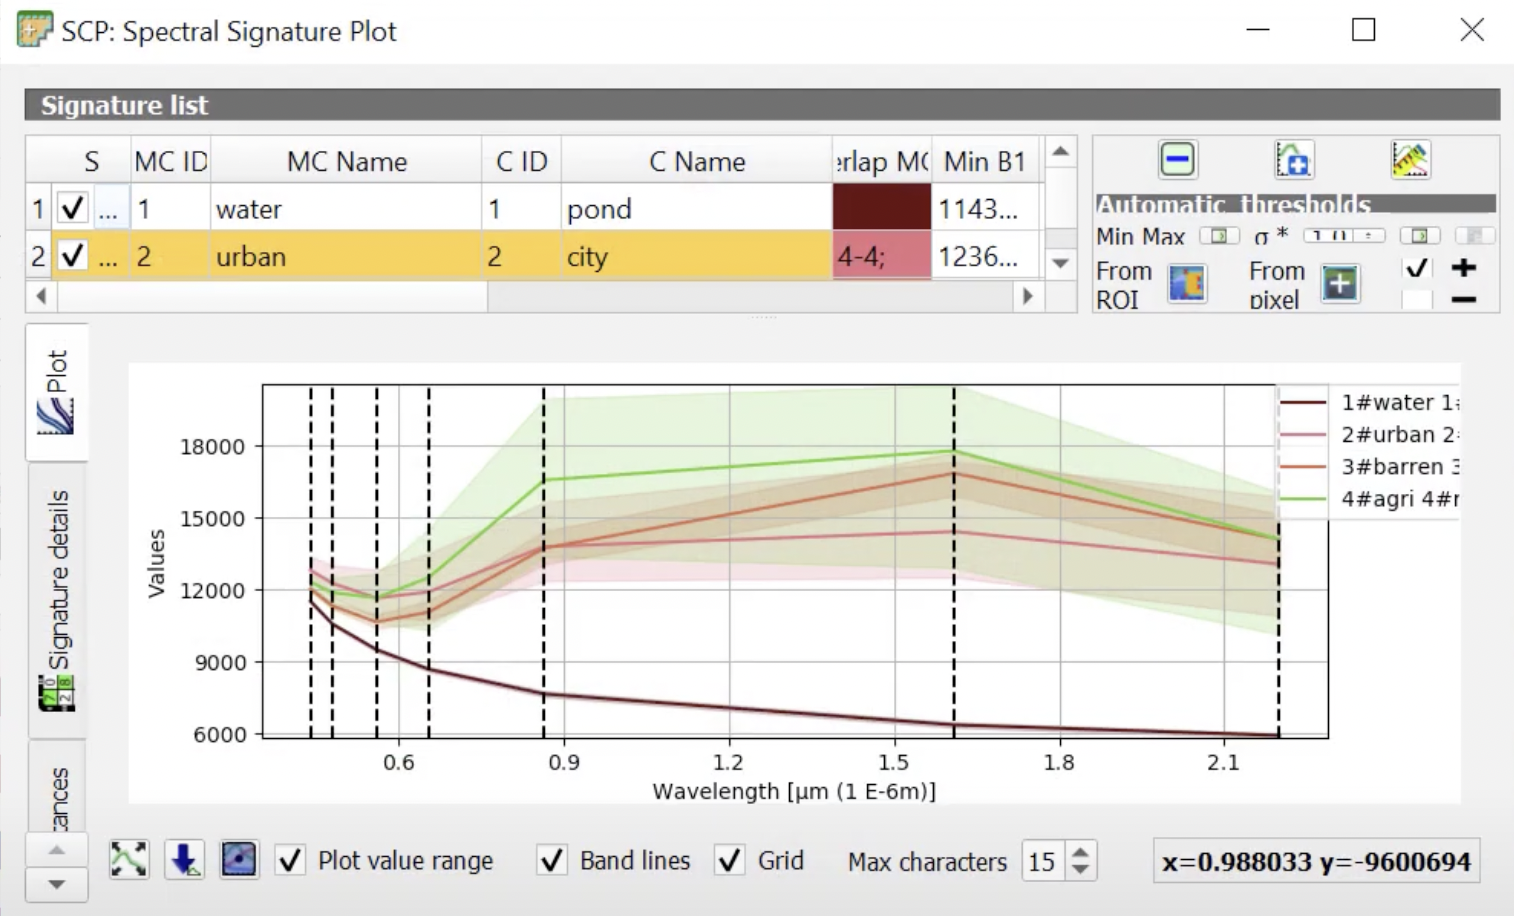 SCP: Spectral Signature Plot
Signature list
S MC ID MC Name C ID C Name erlap MC Min B1
1 ... 1 water 1 pond 1143...
2 ... 2 urban 2 city 4-4; 1236...
Automatic thresholds
Min Max σ * 1.0
From ROI From pixel
Plot
Signature details
tances
18000
15000
12000
9000
6000
Values
0.6 0.9 1.2 1.5 1.8 2.1
Wavelength [μm (1 E-6m)]
1#water 1#
2#urban 2#
3#barren 3
4#agri 4#r
Plot value range Band lines Grid Max characters 15 x=0.988033 y=-9600694